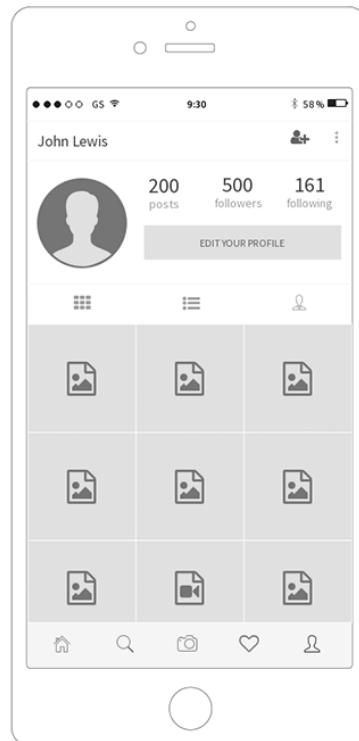 GS 9:30 58%
John Lewis
200 500 161
posts followers following
EDIT YOUR PROFILE